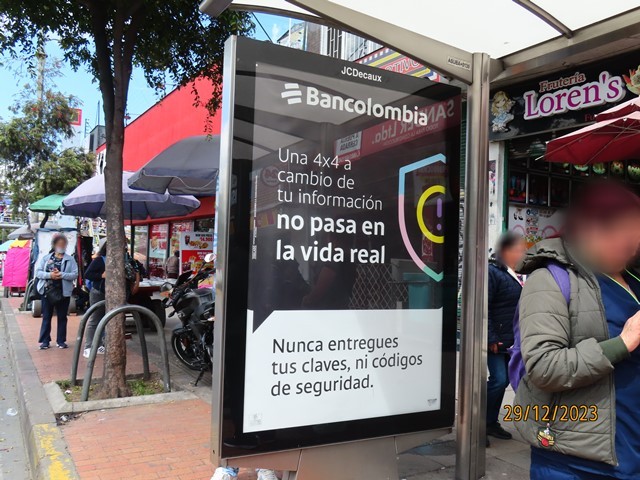 JCDecaux
Bancolombia
Una 4x4 a
cambio de
tu información
no pasa en
la vida real
Nunca entregues
tus claves, ni códigos
de seguridad.
Frutería
Loren's
29/12/2023